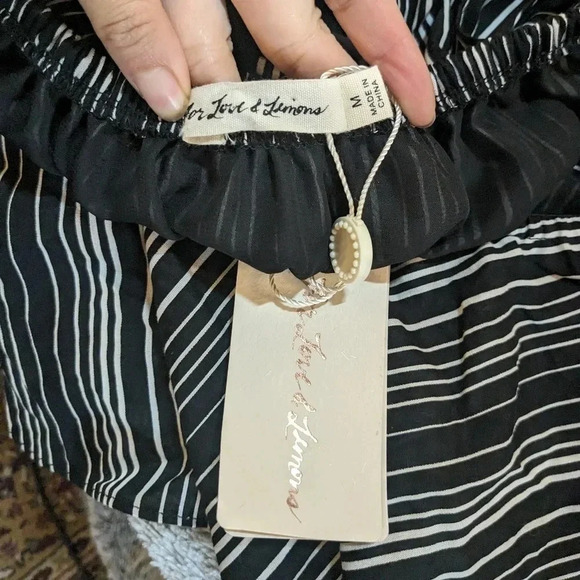 for Love & Lemons
M
MADE IN
CHINA
for Love & Lemons